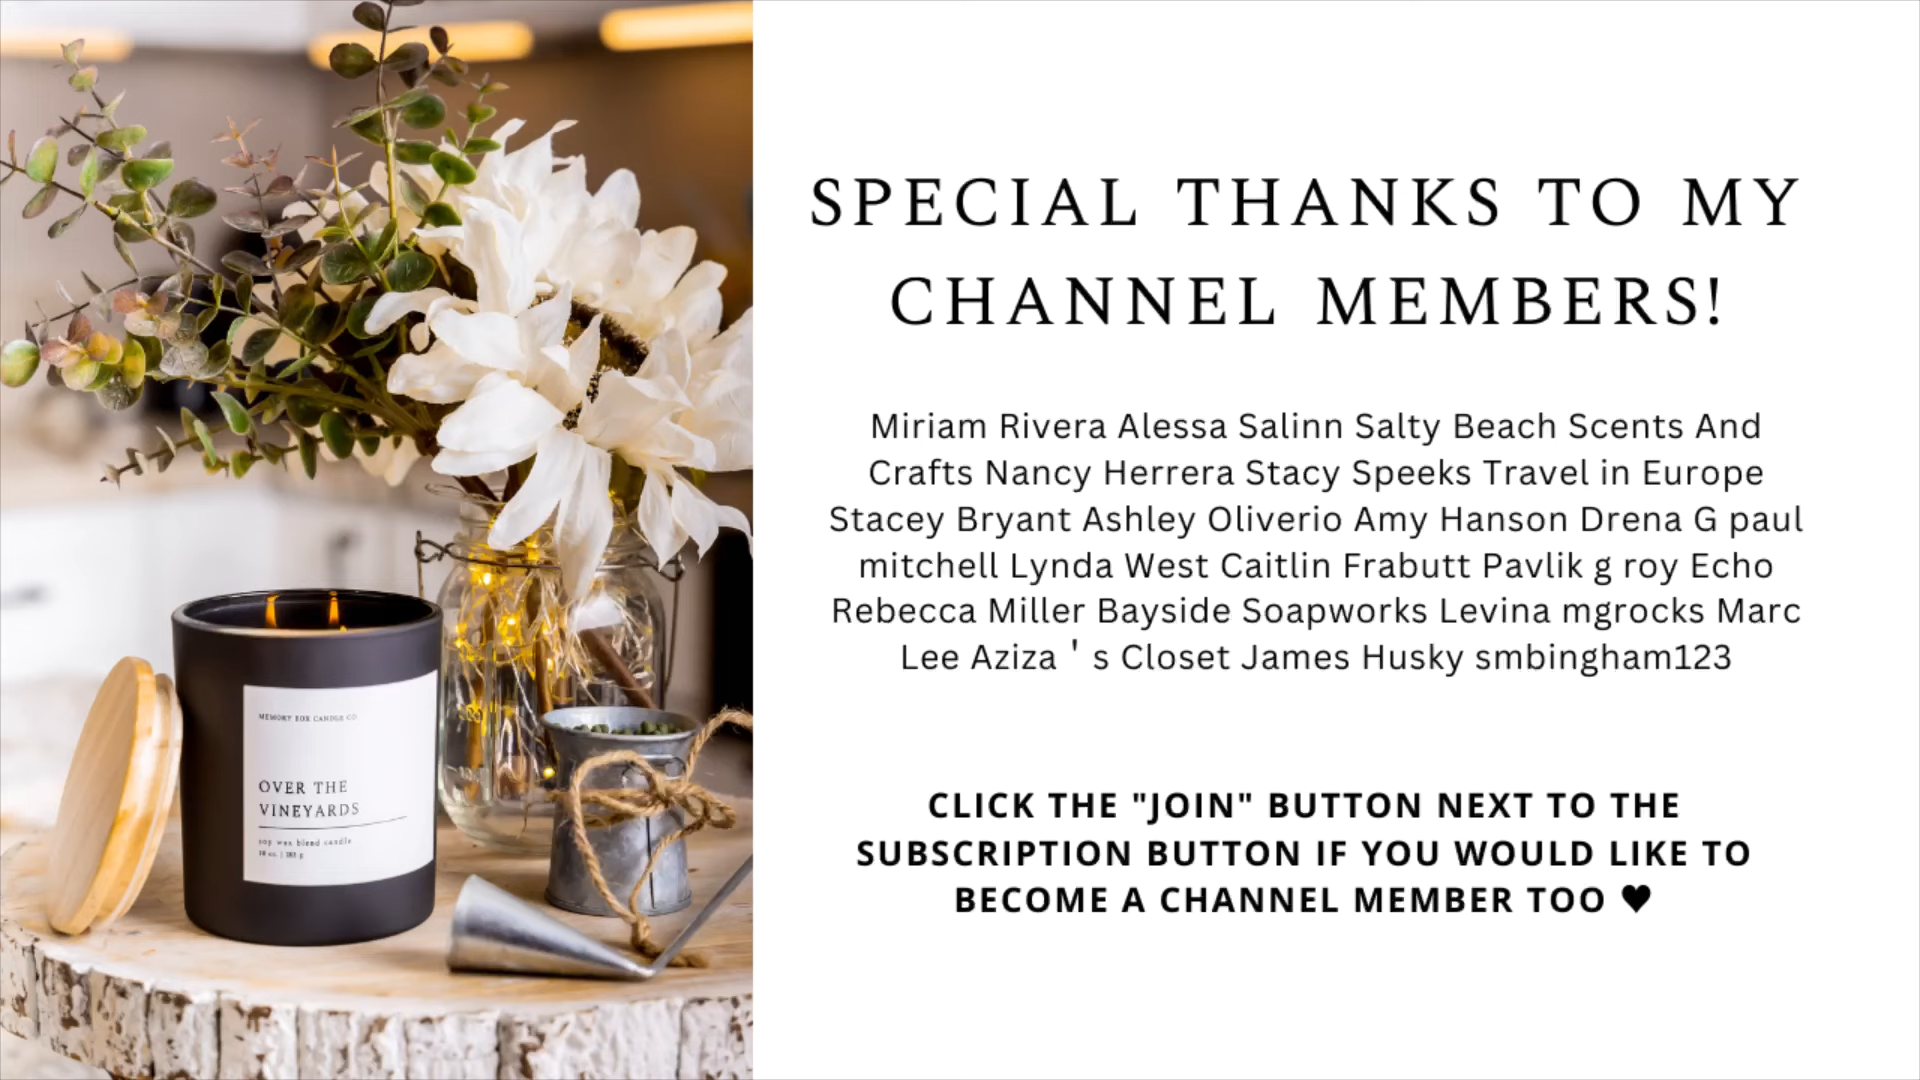 SPECIAL THANKS TO MY
CHANNEL MEMBERS!
Miriam Rivera Alessa Salinn Salty Beach Scents And
Crafts Nancy Herrera Stacy Speeks Travel in Europe
Stacey Bryant Ashley Oliverio Amy Hanson Drena G paul
mitchell Lynda West Caitlin Frabutt Pavlik g roy Echo
Rebecca Miller Bayside Soapworks Levina mgrocks Marc
Lee Aziza ' s Closet James Husky smbingham123
CLICK THE "JOIN" BUTTON NEXT TO THE
SUBSCRIPTION BUTTON IF YOU WOULD LIKE TO
BECOME A CHANNEL MEMBER TOO ♥
MEMORY BOX CANDLE CO
OVER THE
VINEYARDS
soy wax blend candle
10 oz. | 283 g